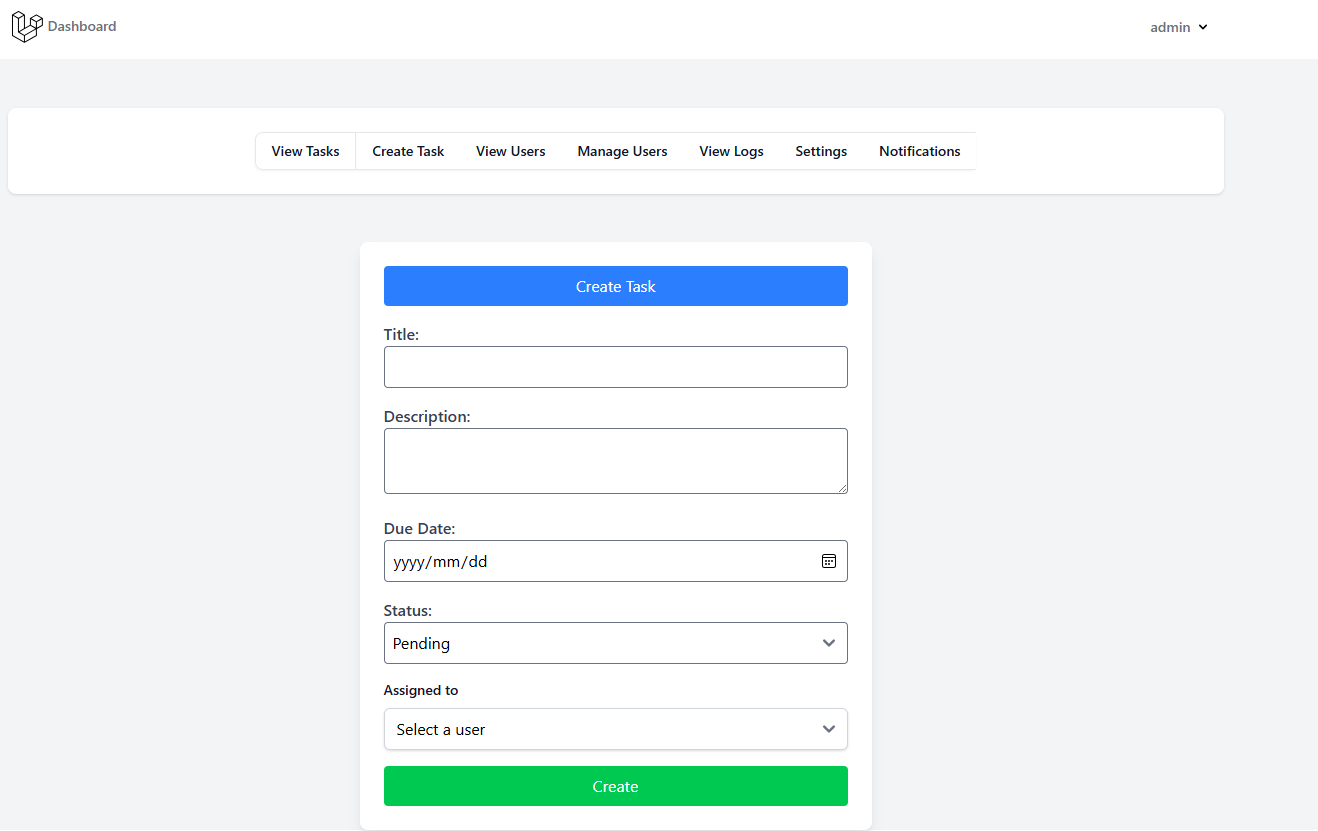 Dashboard
admin
View Tasks Create Task View Users Manage Users View Logs Settings Notifications
Create Task
Title:
Description:
Due Date:
yyyy/mm/dd
Status:
Pending
Assigned to
Select a user
Create